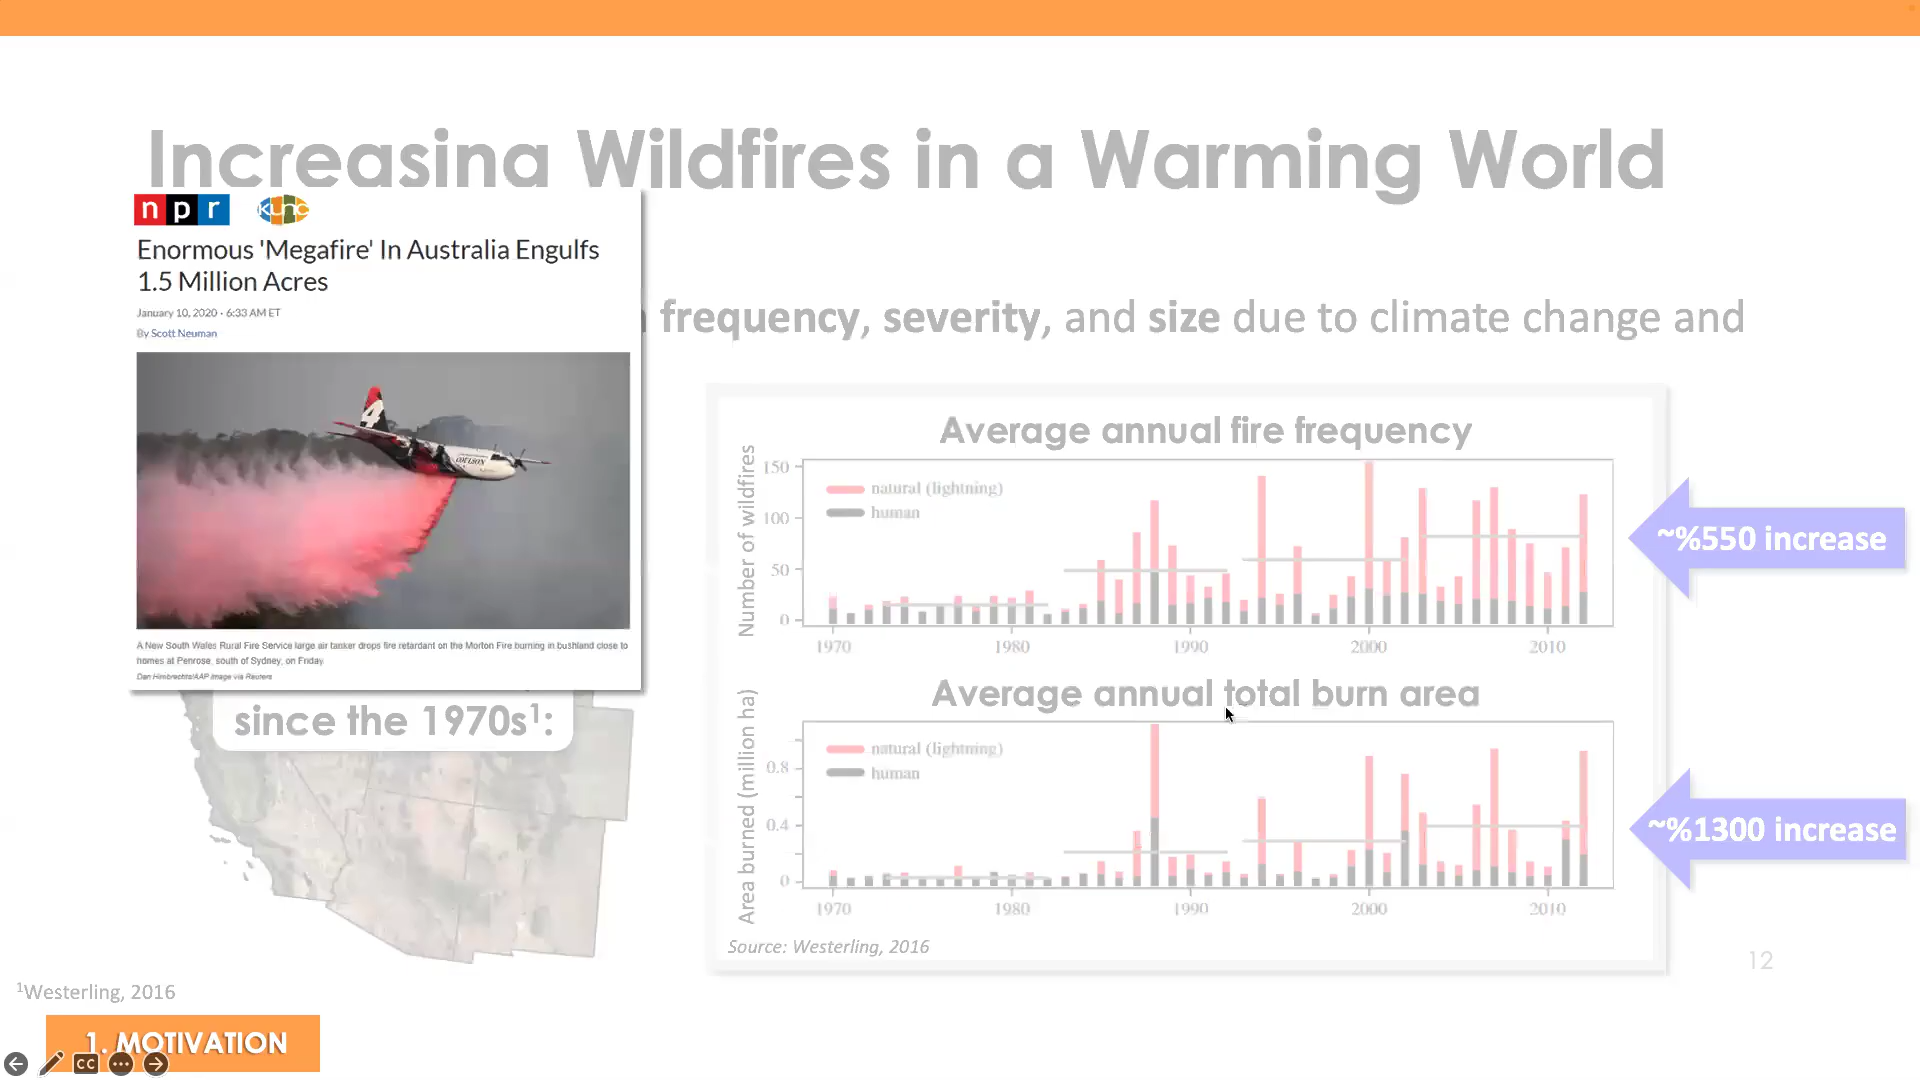 Increasing Wildfires in a Warming World
npr kunc
Enormous 'Megafire' In Australia Engulfs
1.5 Million Acres
January 10, 2020 · 6:33 AM ET
By Scott Neuman
frequency, severity, and size due to climate change and
4
COULSON
A New South Wales Rural Fire Service large air tanker drops fire retardant on the Morton Fire burning in bushland close to
homes at Penrose, south of Sydney, on Friday.
Dan Himbrechts/AAP Image via Reuters
since the 1970s¹:
Average annual fire frequency
Number of wildfires
150
100
50
0
natural (lightning)
human
1970 1980 1990 2000 2010
~%550 increase
Average annual total burn area
Area burned (million ha)
0.8
0.4
0
natural (lightning)
human
1970 1980 1990 2000 2010
~%1300 increase
Source: Westerling, 2016
12
¹Westerling, 2016
1. MOTIVATION
CC